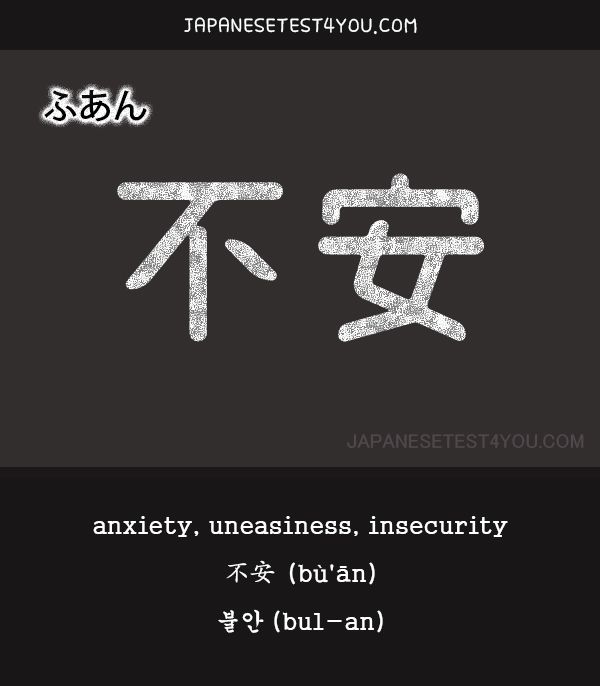 JAPANESETEST4YOU.COM
ふあん
不安
JAPANESETEST4YOU.COM
anxiety, uneasiness, insecurity
不安 (bù'ān)
불안 (bul-an)